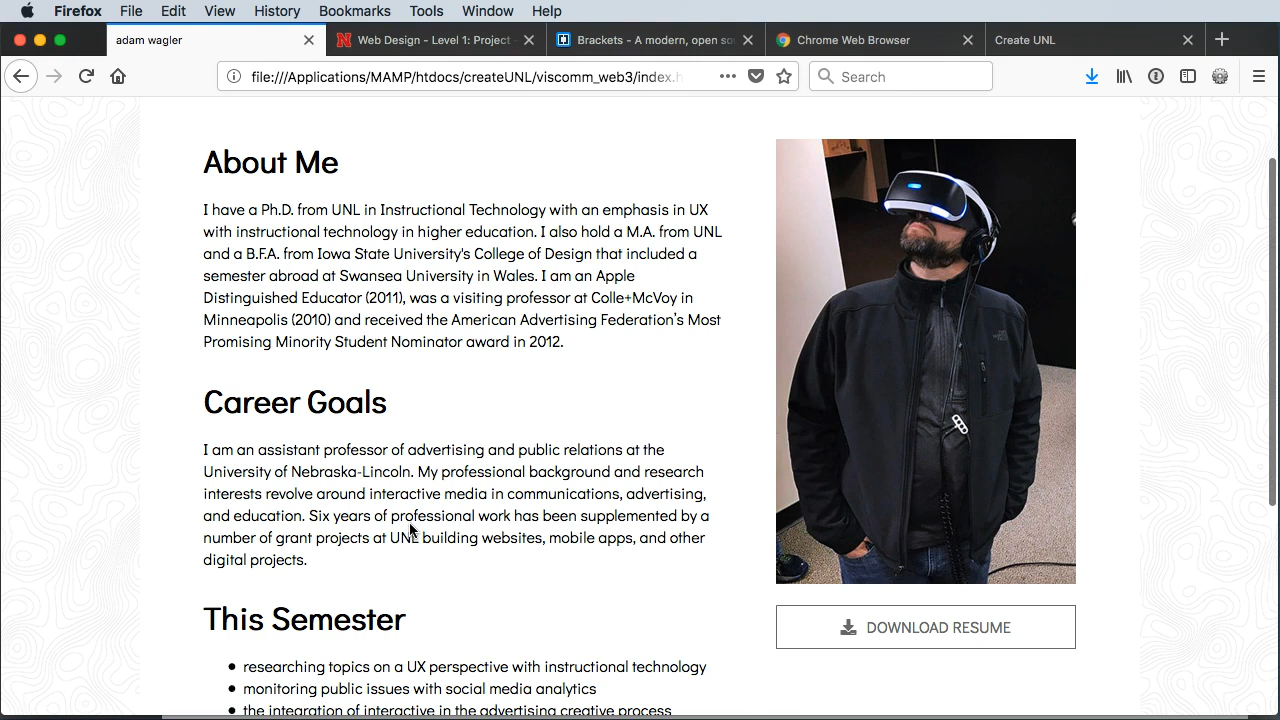 Firefox File Edit View History Bookmarks Tools Window Help
adam wagler
Web Design - Level 1: Project -
Brackets - A modern, open sou
Chrome Web Browser
Create UNL
file:///Applications/MAMP/htdocs/createUNL/viscomm_web3/index.h
Search
About Me
I have a Ph.D. from UNL in Instructional Technology with an emphasis in UX
with instructional technology in higher education. I also hold a M.A. from UNL
and a B.F.A. from Iowa State University's College of Design that included a
semester abroad at Swansea University in Wales. I am an Apple
Distinguished Educator (2011), was a visiting professor at Colle+McVoy in
Minneapolis (2010) and received the American Advertising Federation's Most
Promising Minority Student Nominator award in 2012.
Career Goals
I am an assistant professor of advertising and public relations at the
University of Nebraska-Lincoln. My professional background and research
interests revolve around interactive media in communications, advertising,
and education. Six years of professional work has been supplemented by a
number of grant projects at UNL building websites, mobile apps, and other
digital projects.
This Semester
researching topics on a UX perspective with instructional technology
monitoring public issues with social media analytics
the integration of interactive in the advertising creative process
DOWNLOAD RESUME